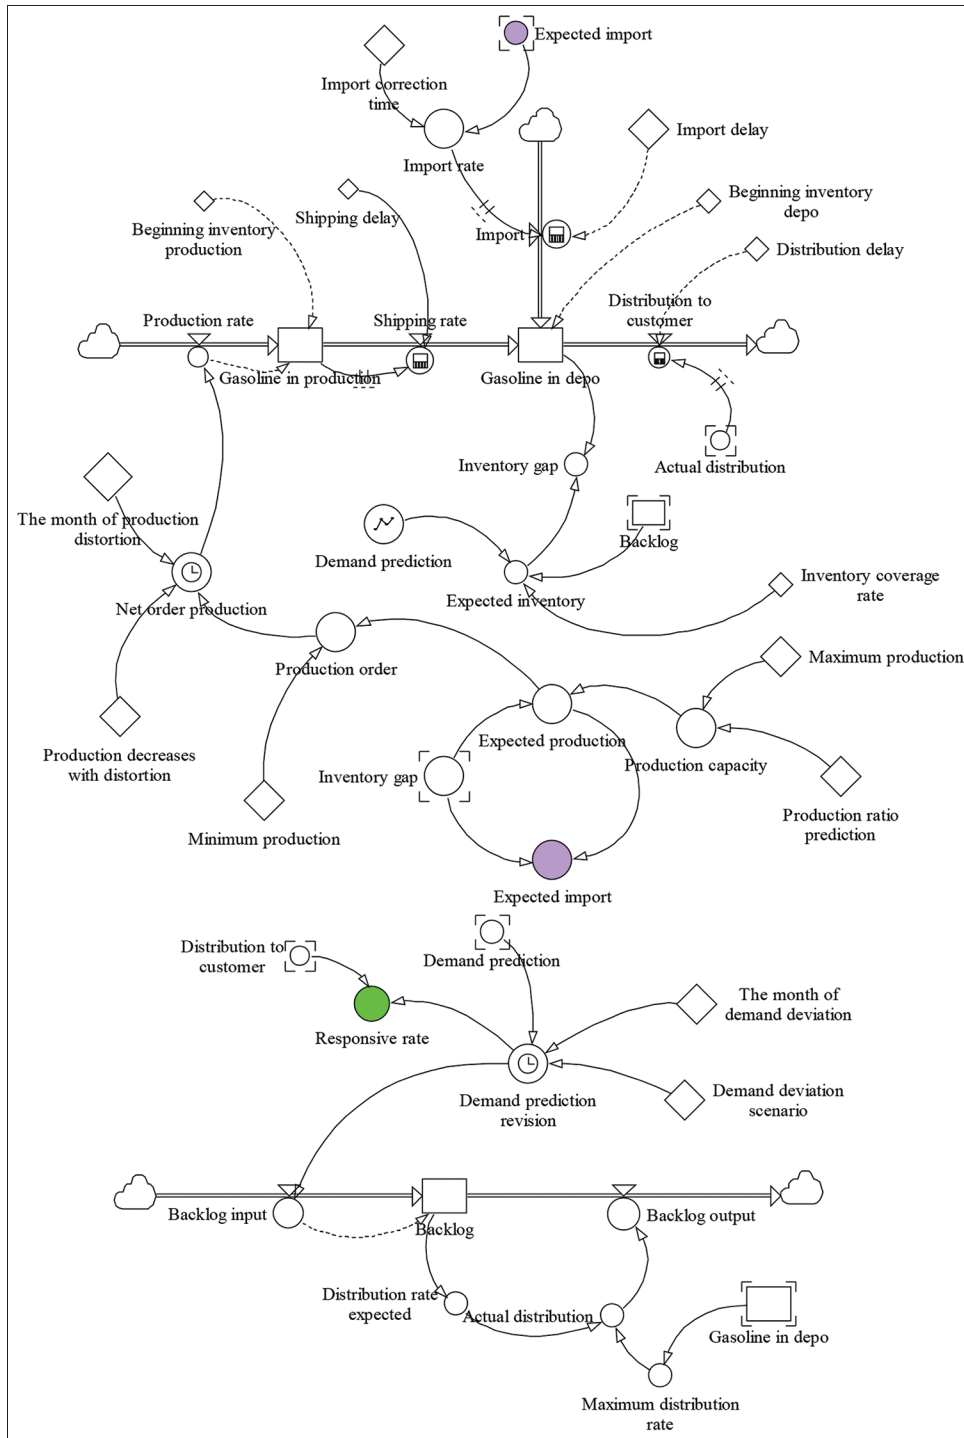 Expected import
Import correction
time
Import delay
Import rate
Beginning inventory
depo
Shipping delay
Beginning inventory
production
Import
Distribution delay
Distribution to
customer
Production rate
Shipping rate
Gasoline in production
Gasoline in depo
Inventory gap
Actual distribution
The month of production
distortion
Demand prediction
Backlog
Inventory coverage
rate
Expected inventory
Net order production
Production order
Maximum production
Expected production
Production capacity
Production decreases
with distortion
Inventory gap
Minimum production
Production ratio
prediction
Expected import
Distribution to
customer
Demand prediction
The month of
demand deviation
Responsive rate
Demand prediction
revision
Demand deviation
scenario
Backlog input
Backlog
Backlog output
Distribution rate
expected
Actual distribution
Gasoline in depo
Maximum distribution
rate